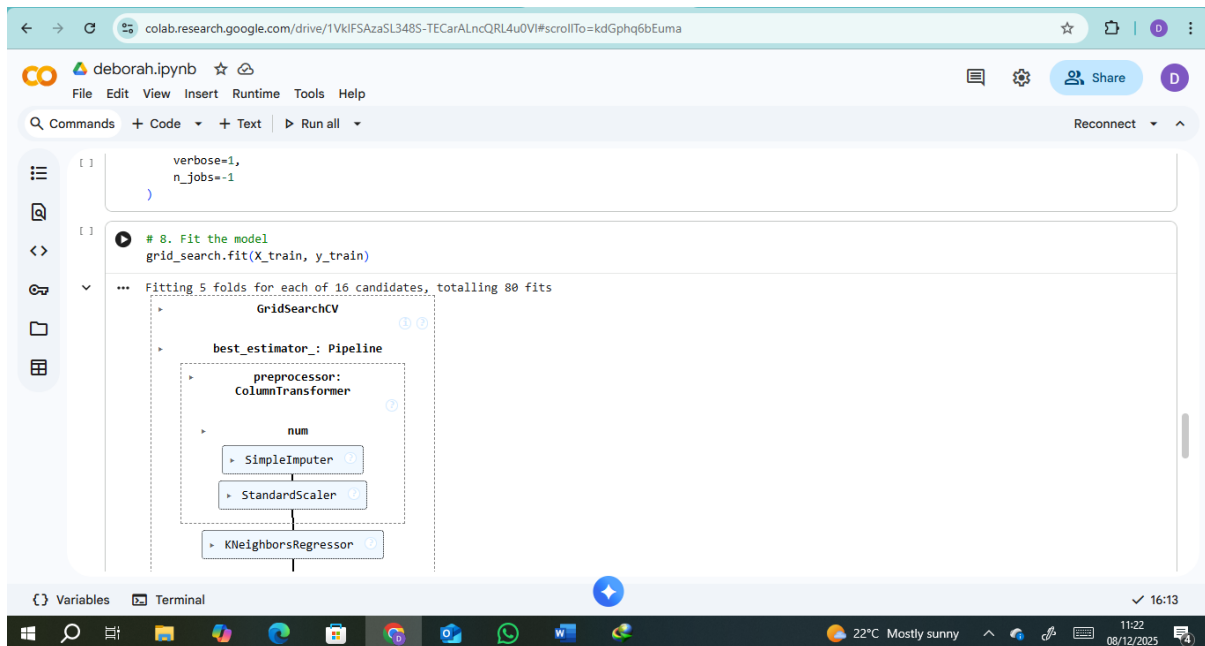 colab.research.google.com/drive/1VklFSAzaSL348S-TECarALncQRL4u0Vl#scrollTo=kdGphq6bEuma
D
deborah.ipynb
File Edit View Insert Runtime Tools Help
Share
D
Commands + Code + Text Run all
Reconnect
[ ]
verbose=1,
n_jobs=-1
)
[ ]
# 8. Fit the model
grid_search.fit(X_train, y_train)
Fitting 5 folds for each of 16 candidates, totalling 80 fits
GridSearchCV
best_estimator_: Pipeline
preprocessor:
ColumnTransformer
num
SimpleImputer
StandardScaler
KNeighborsRegressor
{} Variables Terminal
16:13
22°C Mostly sunny
11:22
08/12/2025
4